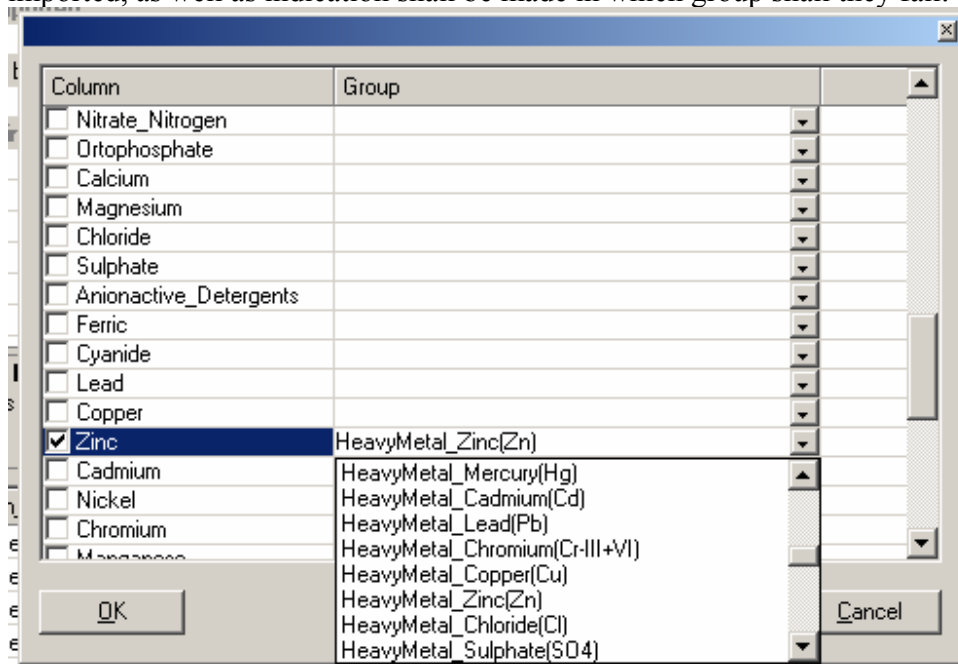 imported, as well as indication shall be made in which group shall they fall.
Column Group
Nitrate_Nitrogen
Ortophosphate
Calcium
Magnesium
Chloride
Sulphate
Anionactive_Detergents
Ferric
Cyanide
Lead
Copper
Zinc HeavyMetal_Zinc(Zn)
Cadmium HeavyMetal_Mercury(Hg)
Nickel HeavyMetal_Cadmium(Cd)
Chromium HeavyMetal_Lead(Pb)
Manganese HeavyMetal_Chromium(Cr-III+VI)
HeavyMetal_Copper(Cu)
HeavyMetal_Zinc(Zn)
HeavyMetal_Chloride(Cl)
HeavyMetal_Sulphate(SO4)
OK Cancel